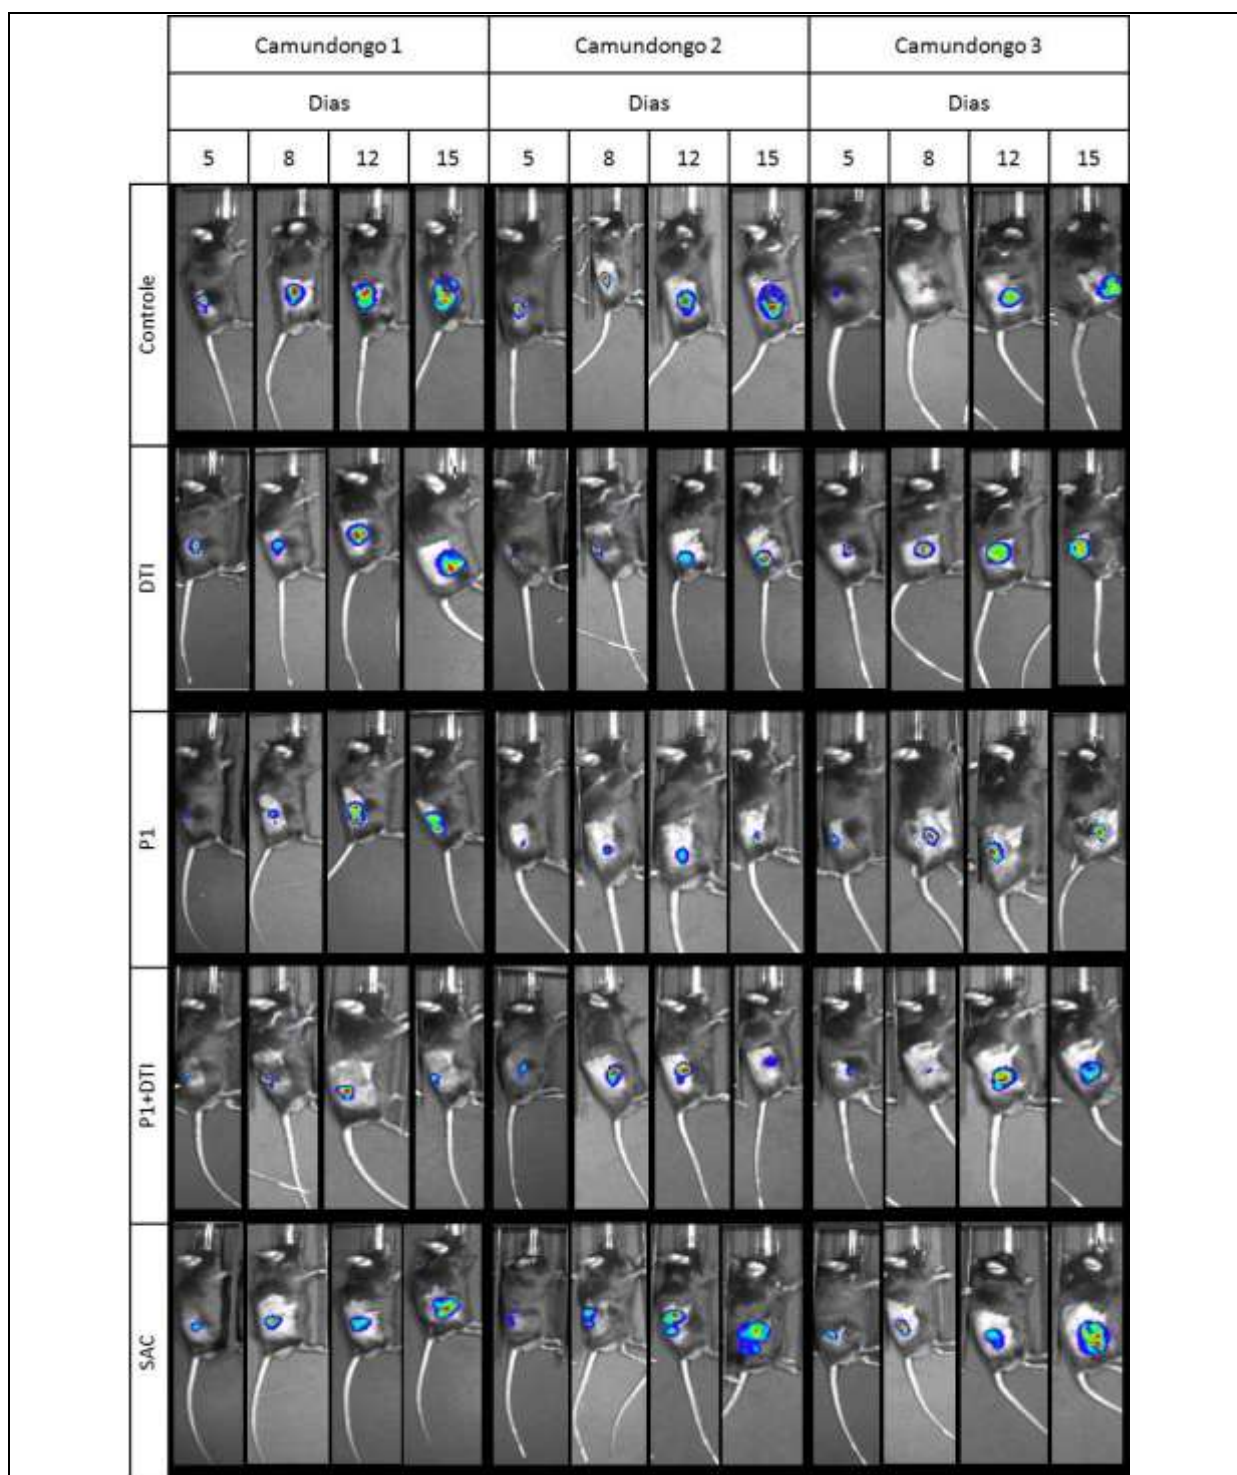 Camundongo 1 Camundongo 2 Camundongo 3
Dias Dias Dias
5 8 12 15 5 8 12 15 5 8 12 15
Controle
DTI
P1
P1+DTI
SAC